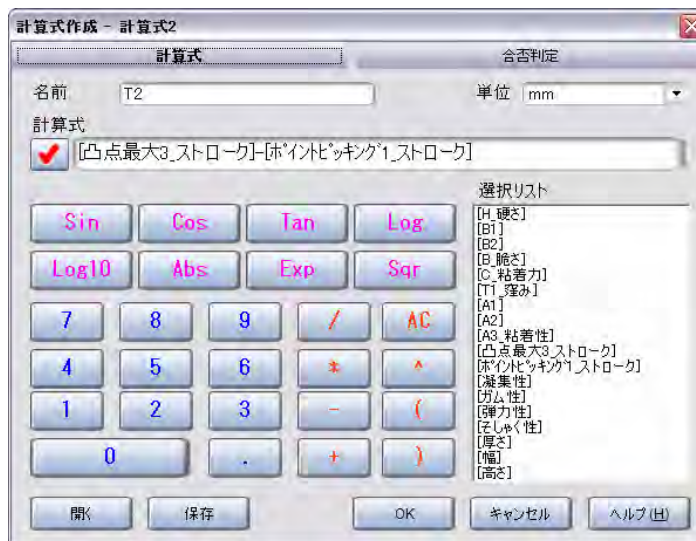 計算式作成 - 計算式2
計算式 合否判定
名前 T2 単位 mm
計算式
[凸点最大3_ストローク]-[ﾎﾟｲﾝﾄﾋﾟｯｷﾝｸﾞ1_ストローク]
選択リスト
Sin Cos Tan Log
Log10 Abs Exp Sqr
7 8 9 / AC
4 5 6 * ^
1 2 3 - (
0 . + )
[H_硬さ]
[B1]
[B2]
[B_脆さ]
[C_粘着力]
[T1_窪み]
[A1]
[A2]
[A3_粘着性]
[凸点最大3_ストローク]
[ﾎﾟｲﾝﾄﾋﾟｯｷﾝｸﾞ1_ストローク]
[凝集性]
[ガム性]
[弾力性]
[そしゃく性]
[厚さ]
[幅]
[高さ]
開く 保存 OK キャンセル ヘルプ(H)